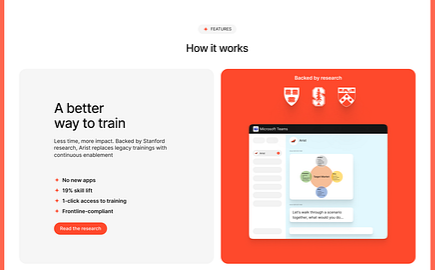 FEATURES
How it works
A better
way to train
Less time, more impact. Backed by Stanford
research, Arist replaces legacy trainings with
continuous enablement
No new apps
19% skill lift
1-click access to training
Frontline-compliant
Read the research
Backed by research
Microsoft Teams
Let's walk through a scenario
together, what would you do...